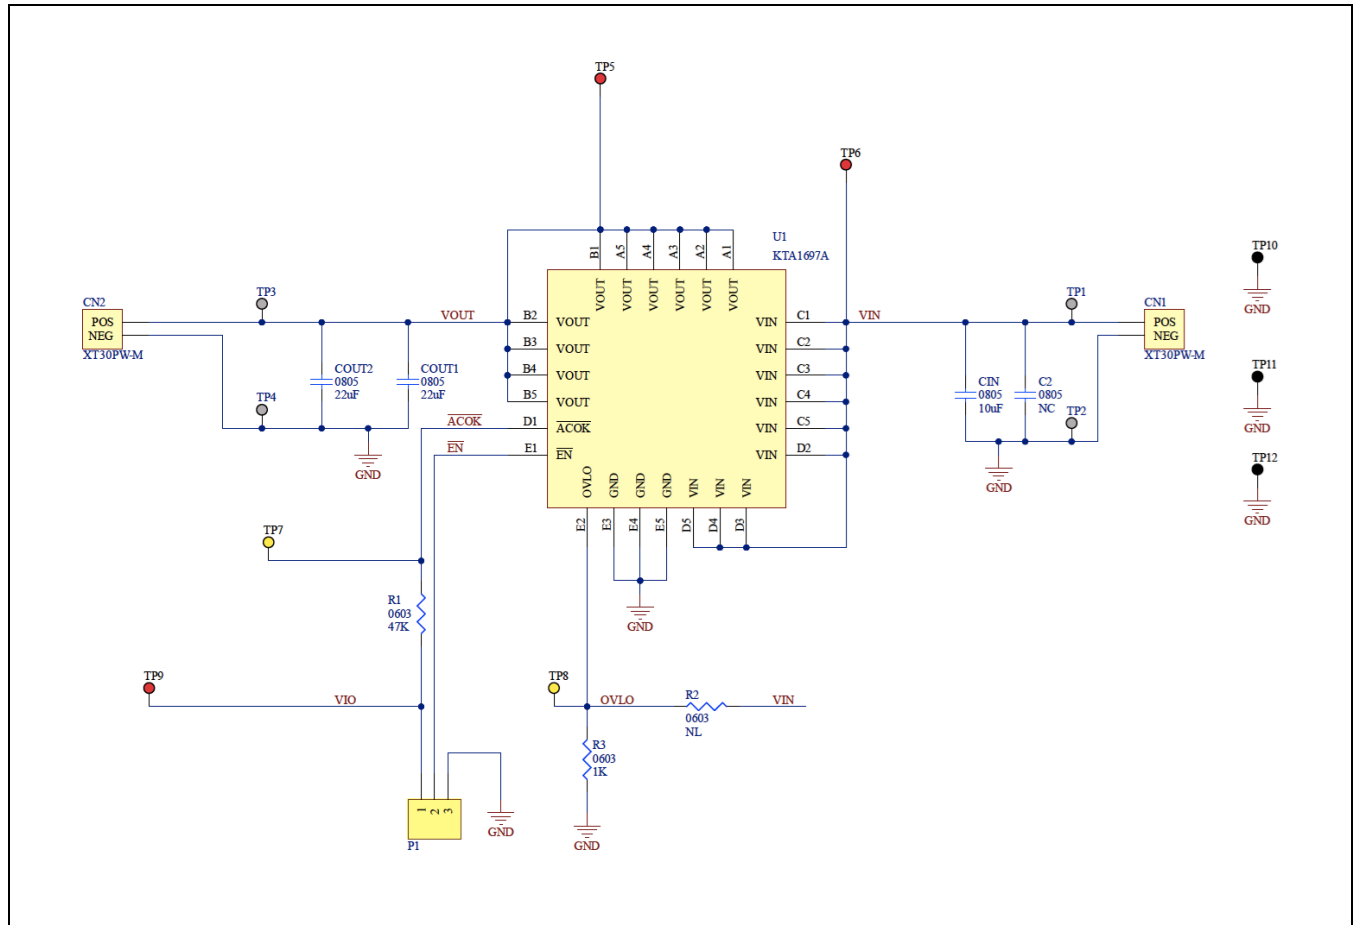 TP5
TP6
U1
KTA1697A
B1
A5
A4
A3
A2
A1
VOUT
VOUT
VOUT
VOUT
VOUT
VOUT
TP10
GND
CN2
POS
NEG
XT30PW-M
TP3
VOUT
B2
VOUT
B3
VOUT
B4
VOUT
B5
VOUT
COUT2
0805
22uF
COUT1
0805
22uF
TP4
GND
ACOK
D1
ACOK
EN
E1
EN
VIN
C1
VIN
VIN
C2
VIN
C3
VIN
C4
VIN
C5
VIN
D2
TP1
CN1
POS
NEG
XT30PW-M
CIN
0805
10uF
C2
0805
NC
TP2
GND
TP11
GND
TP12
GND
OVLO
GND
GND
GND
VIN
VIN
VIN
E2
E3
E4
E5
D5
D4
D3
GND
TP7
R1
0603
47K
TP9
VIO
TP8
OVLO
R2
0603
NL
VIN
R3
0603
1K
GND
1
2
3
P1
GND